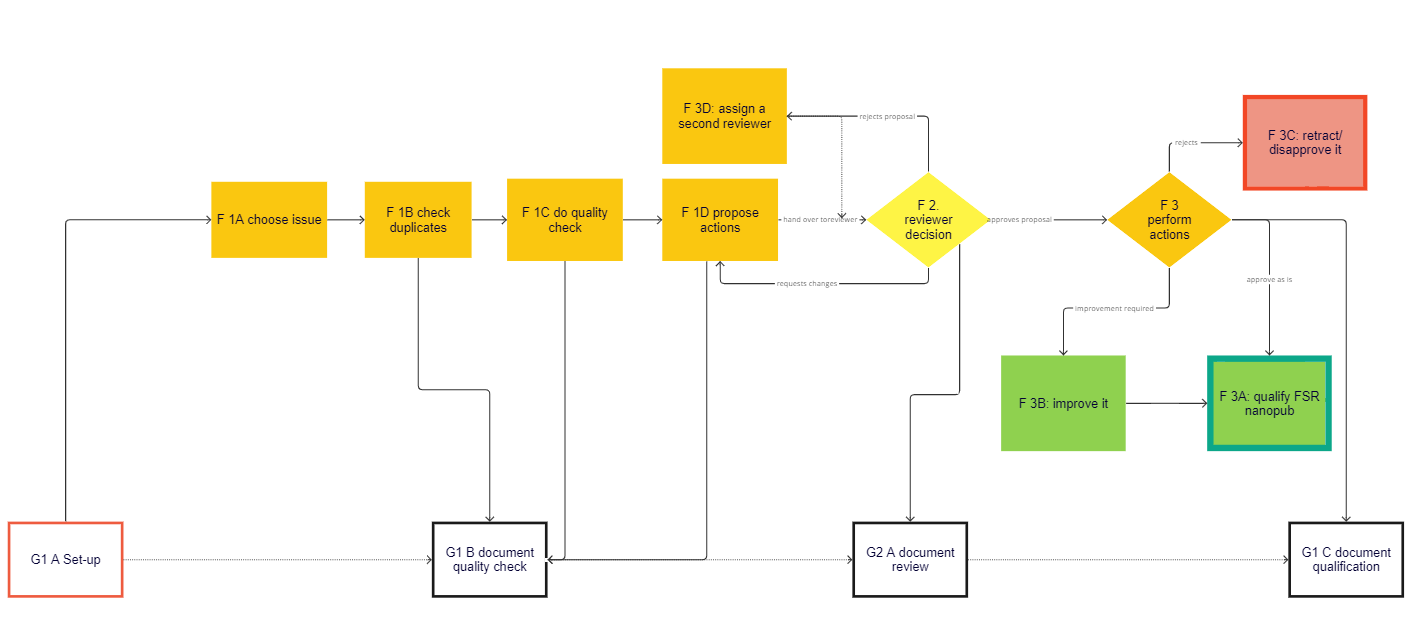 F 3D: assign a
second reviewer
rejects proposal
F 3C: retract/
disapprove it
rejects
F 1A choose issue
F 1B check
duplicates
F 1C do quality
check
F 1D propose
actions
hand over toreviewer
F 2.
reviewer
decision
approves proposal
F 3
perform
actions
requests changes
approve as is
improvement required
F 3B: improve it
F 3A: qualify FSR
nanopub
G1 A Set-up
G1 B document
quality check
G2 A document
review
G1 C document
qualification